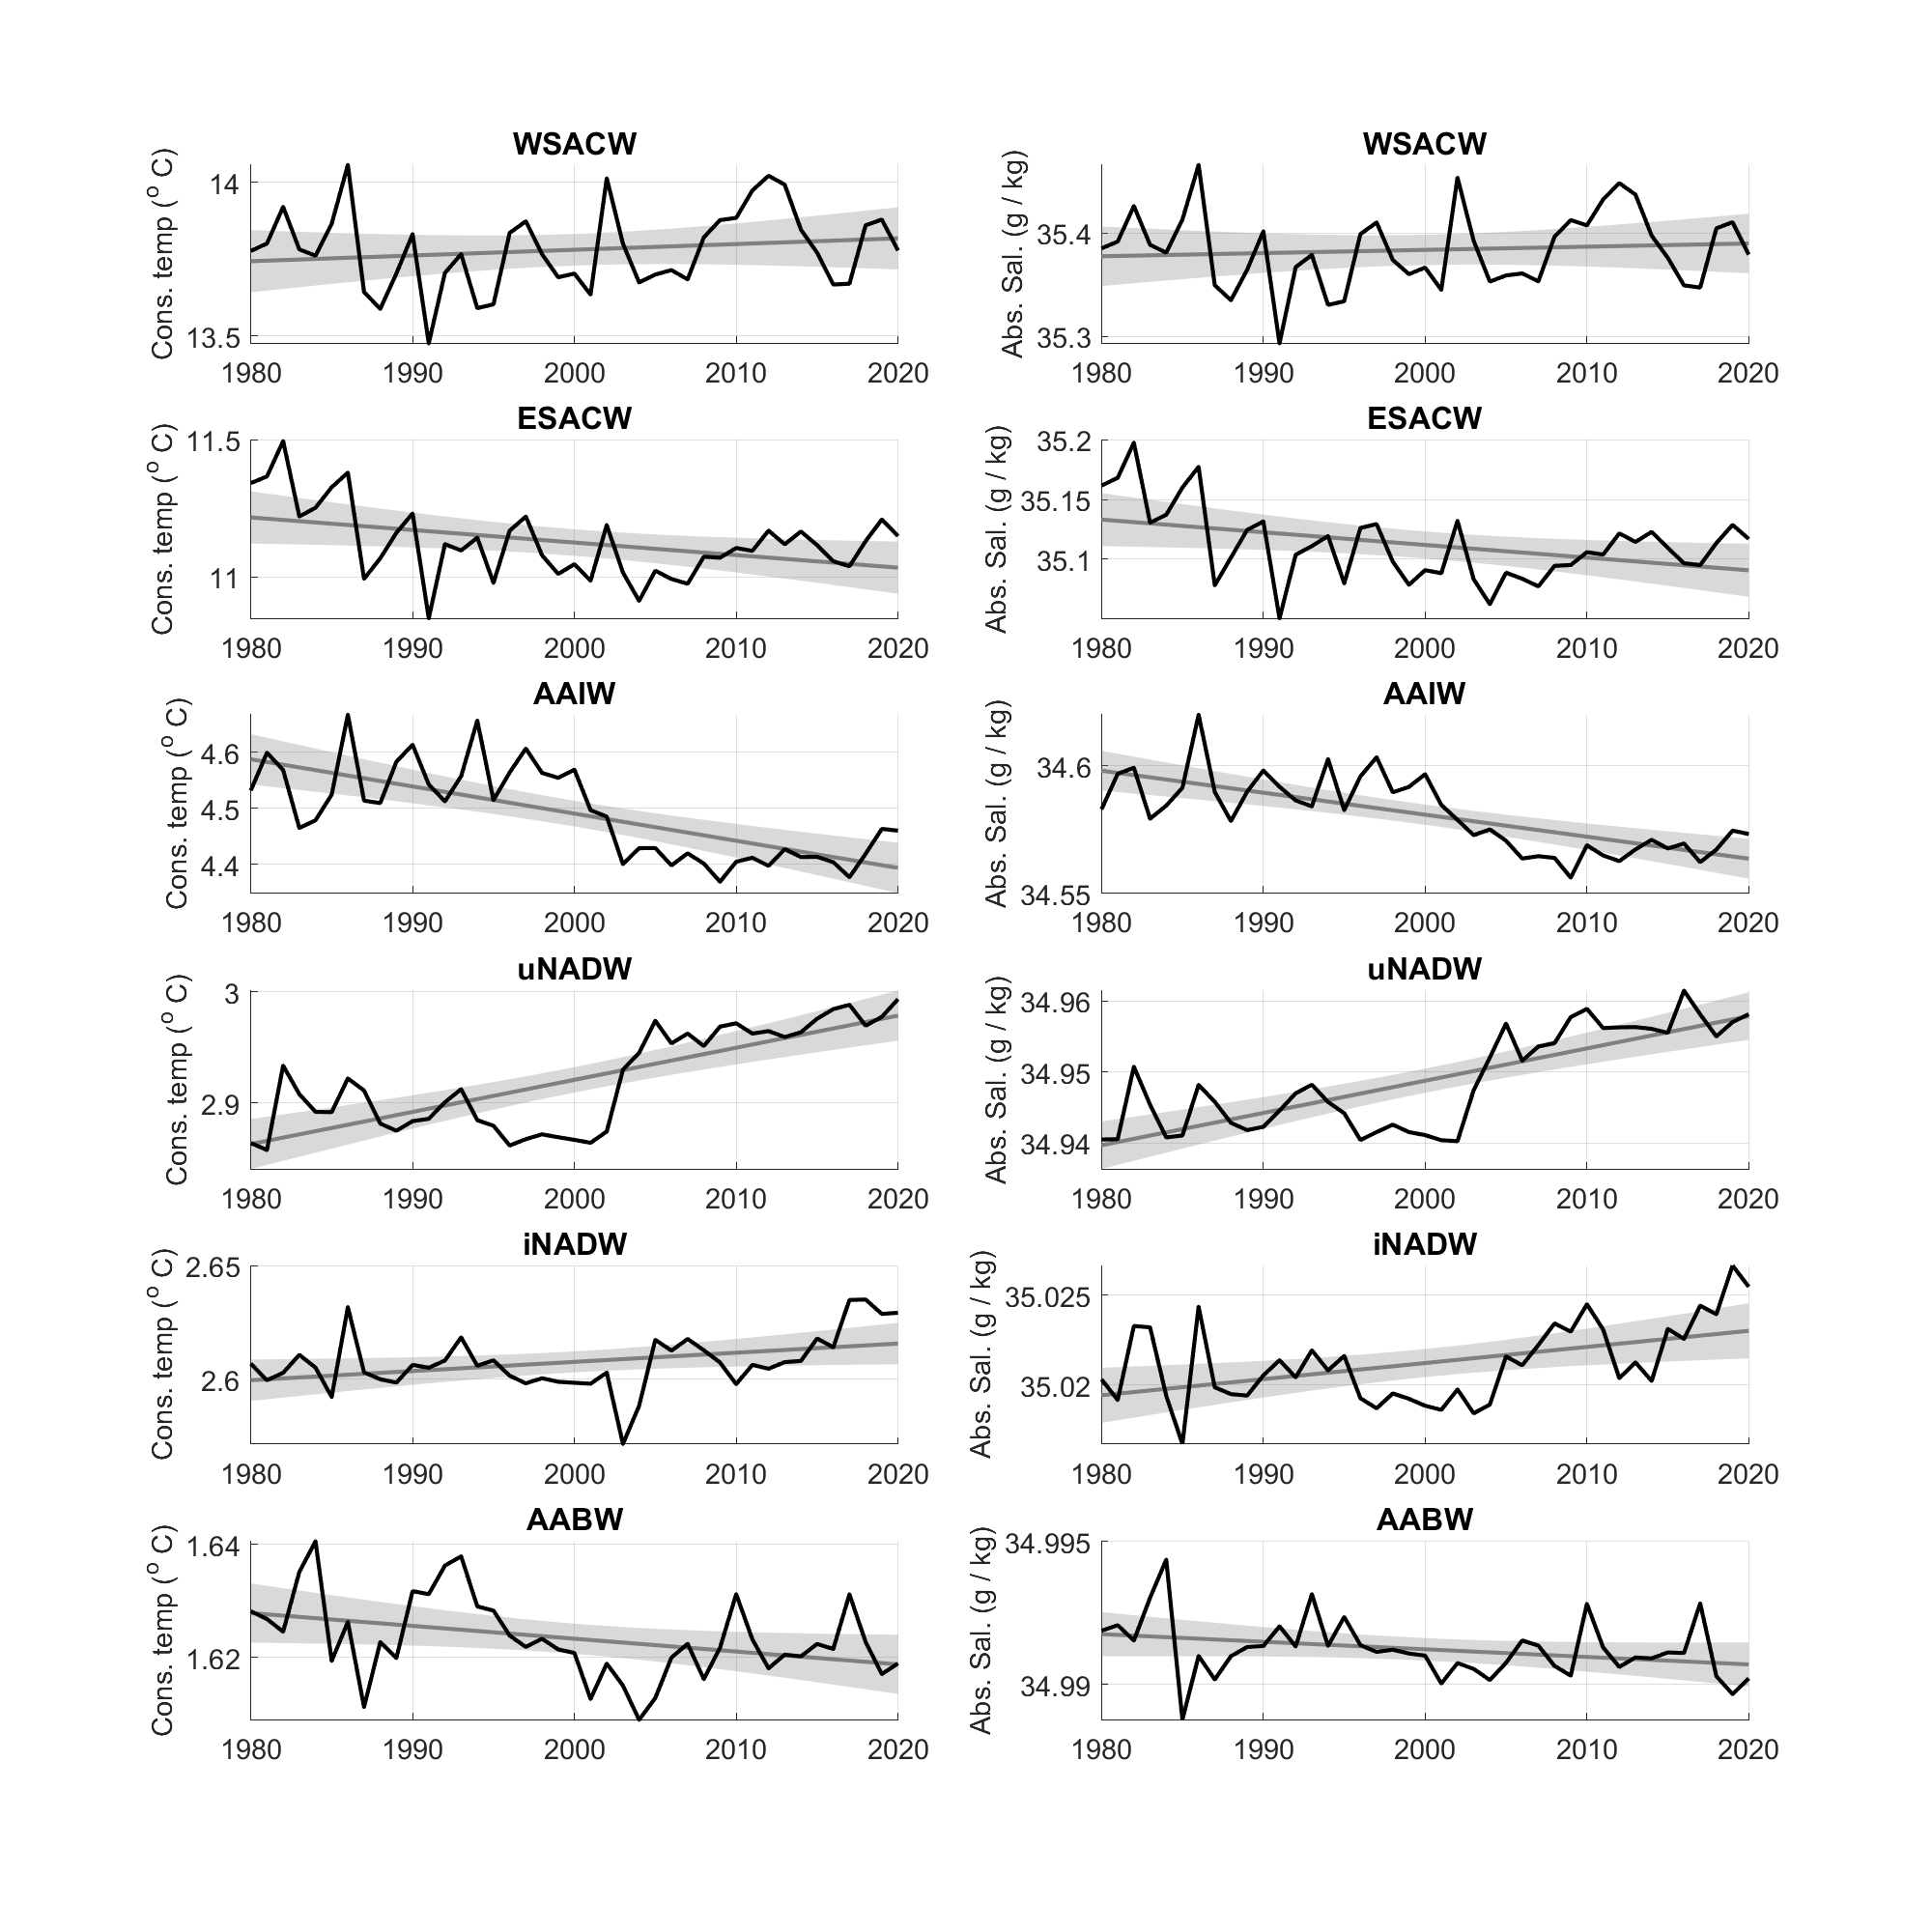 WSACW
Cons. temp (° C)
14
13.5
1980 1990 2000 2010 2020
WSACW
Abs. Sal. (g / kg)
35.4
35.3
1980 1990 2000 2010 2020
ESACW
Cons. temp (° C)
11.5
11
1980 1990 2000 2010 2020
ESACW
Abs. Sal. (g / kg)
35.2
35.15
35.1
1980 1990 2000 2010 2020
AAIW
Cons. temp (° C)
4.6
4.5
4.4
1980 1990 2000 2010 2020
AAIW
Abs. Sal. (g / kg)
34.6
34.55
1980 1990 2000 2010 2020
uNADW
Cons. temp (° C)
3
2.9
1980 1990 2000 2010 2020
uNADW
Abs. Sal. (g / kg)
34.96
34.95
34.94
1980 1990 2000 2010 2020
iNADW
Cons. temp (° C)
2.65
2.6
1980 1990 2000 2010 2020
iNADW
Abs. Sal. (g / kg)
35.025
35.02
1980 1990 2000 2010 2020
AABW
Cons. temp (° C)
1.64
1.62
1980 1990 2000 2010 2020
AABW
Abs. Sal. (g / kg)
34.995
34.99
1980 1990 2000 2010 2020